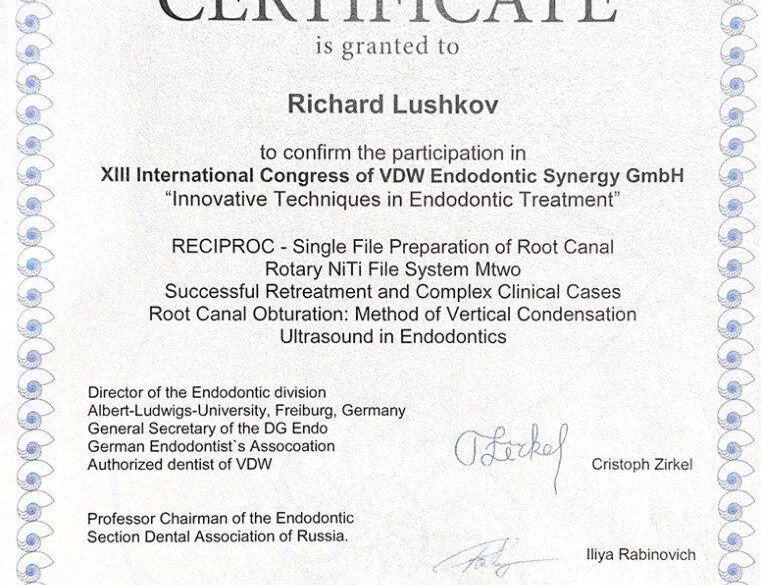 CERTIFICATE
is granted to
Richard Lushkov
to confirm the participation in
XIII International Congress of VDW Endodontic Synergy GmbH
“Innovative Techniques in Endodontic Treatment”
RECIPROC - Single File Preparation of Root Canal
Rotary NiTi File System Mtwo
Successful Retreatment and Complex Clinical Cases
Root Canal Obturation: Method of Vertical Condensation
Ultrasound in Endodontics
Director of the Endodontic division
Albert-Ludwigs-University, Freiburg, Germany
General Secretary of the DG Endo
German Endodontist`s Assocoation
Authorized dentist of VDW
Cristoph Zirkel
Professor Chairman of the Endodontic
Section Dental Association of Russia.
Iliya Rabinovich